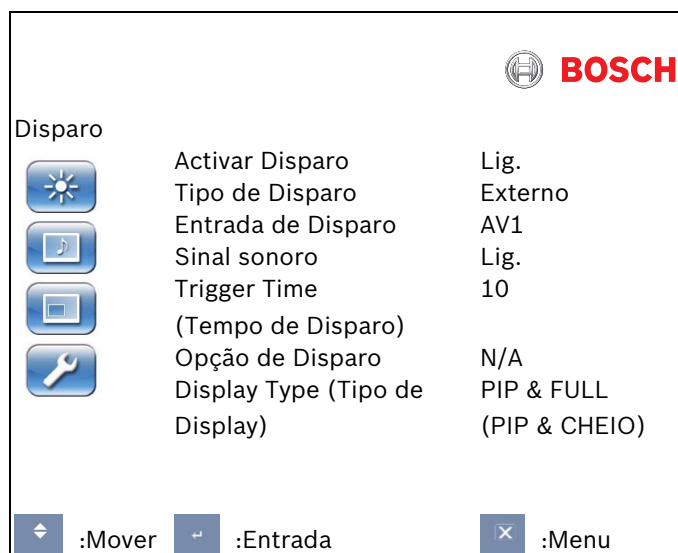 BOSCH
Disparo
Activar Disparo Lig.
Tipo de Disparo Externo
Entrada de Disparo AV1
Sinal sonoro Lig.
Trigger Time 10
(Tempo de Disparo)
Opção de Disparo N/A
Display Type (Tipo de PIP & FULL
Display) (PIP & CHEIO)
:Mover :Entrada :Menu